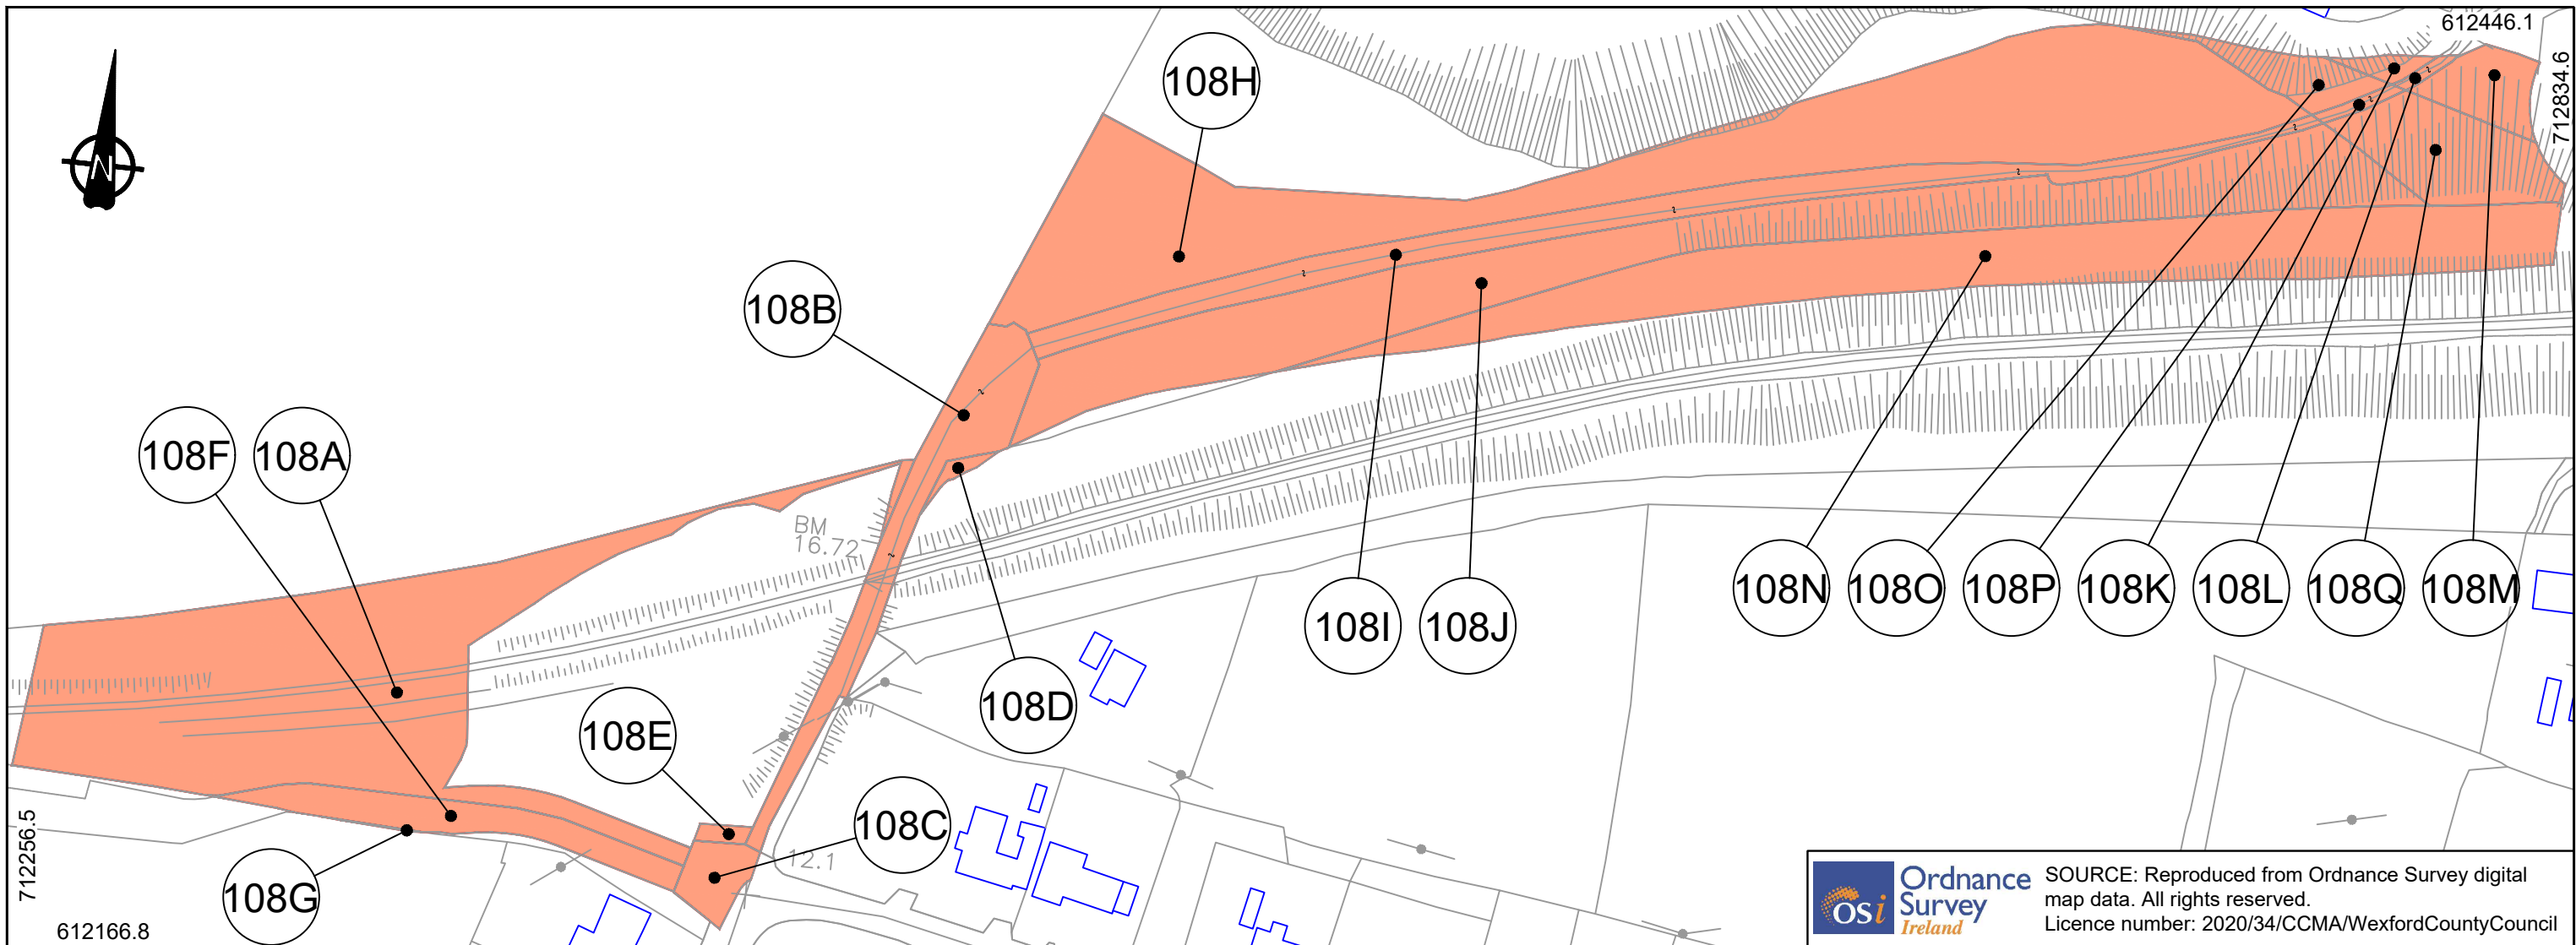 612446.1
712834.6
N
108H
108B
108F
108A
BM
16.72
108N
108O
108P
108K
108L
108Q
108M
108I
108J
108D
108E
108C
12.1
108G
712256.5
612166.8
osi
Ordnance
Survey
Ireland
SOURCE: Reproduced from Ordnance Survey digital
map data. All rights reserved.
Licence number: 2020/34/CCMA/WexfordCountyCouncil